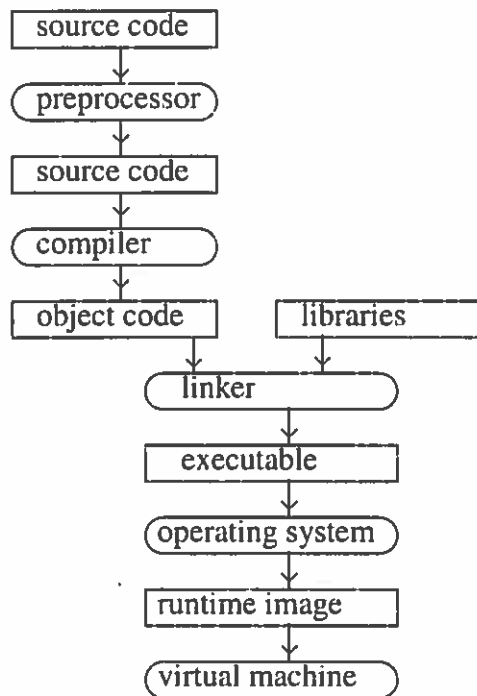 source code
preprocessor
source code
compiler
object code
libraries
linker
executable
operating system
runtime image
virtual machine